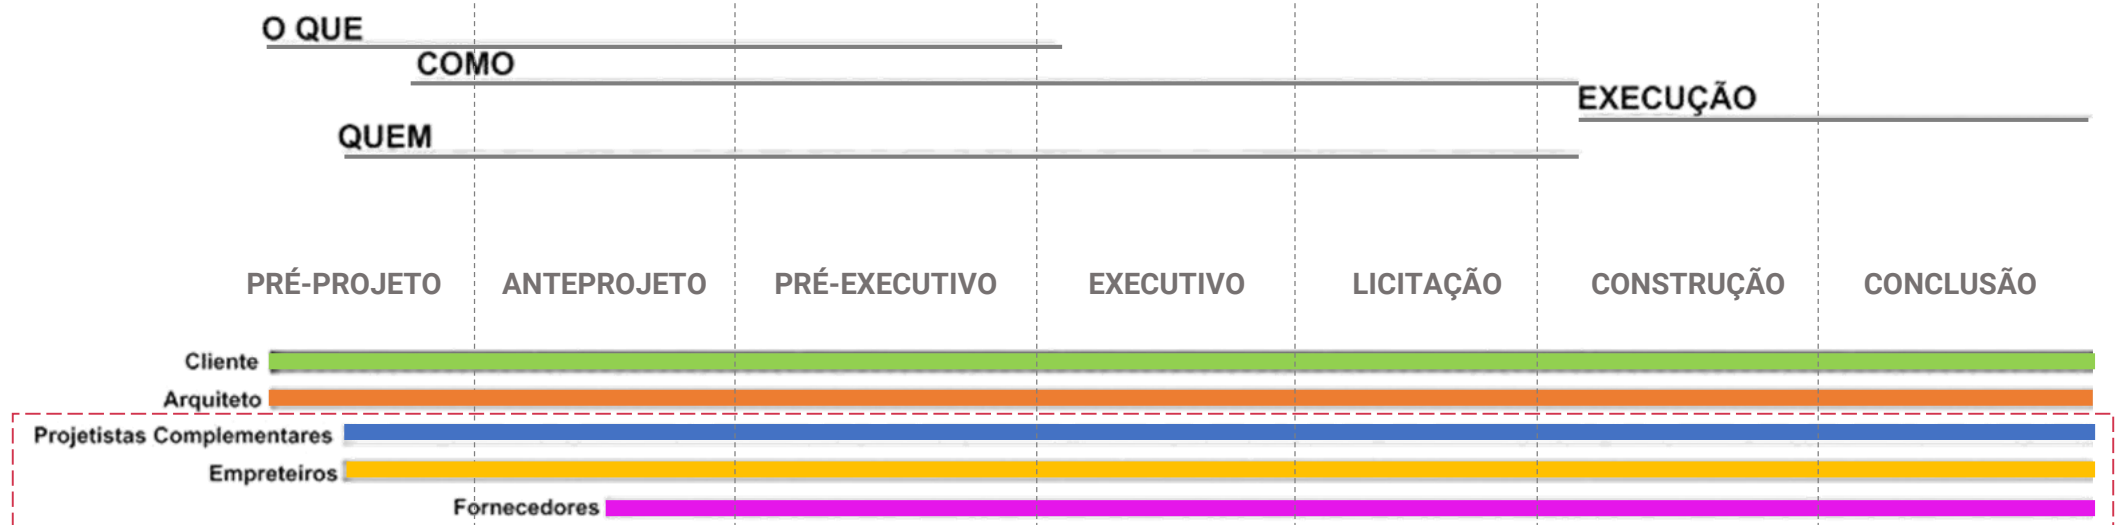 O QUE
COMO
EXECUÇÃO
QUEM
PRÉ-PROJETO ANTEPROJETO PRÉ-EXECUTIVO EXECUTIVO LICITAÇÃO CONSTRUÇÃO CONCLUSÃO
Cliente
Arquiteto
Projetistas Complementares
Empreteiros
Fornecedores